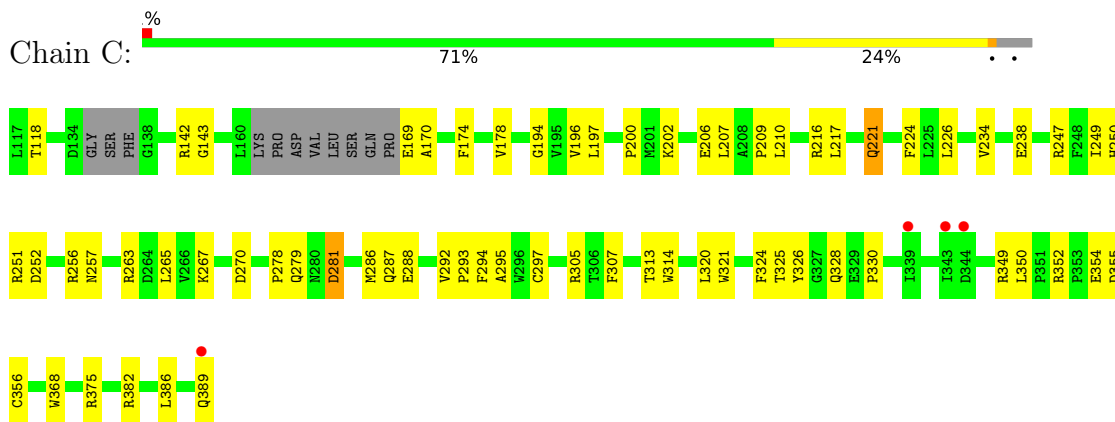 .%
Chain C: 71% 24% . .
L117 T118 D134 GLY SER PHE G138 R142 G143 L160 LYS PRO ASP VAL LEU SER GLN PRO E169 A170 F174 V178 G194 V195 V196 L197 P200 M201 K202 E206 L207 A208 P209 L210 R216 L217 Q221 F224 L225 L226 V234 E238 R247 F248 I249 H250
R251 D252 R256 N257 R263 D264 L265 V266 K267 D270 P278 Q279 N280 D281 M286 Q287 E288 V292 P293 F294 A295 W296 C297 R305 T306 F307 T313 W314 L320 W321 F324 T325 Y326 G327 Q328 E329 P330 I339 I343 D344 R349 L350 P351 R352 P353 E354
C356 W368 R375 R382 L386 Q389